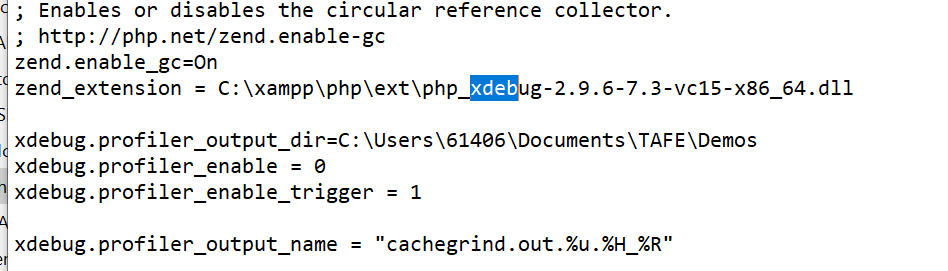 ; Enables or disables the circular reference collector.
; http://php.net/zend.enable-gc
zend.enable_gc=On
zend_extension = C:\xampp\php\ext\php_xdebug-2.9.6-7.3-vc15-x86_64.dll
xdebug.profiler_output_dir=C:\Users\61406\Documents\TAFE\Demos
xdebug.profiler_enable = 0
xdebug.profiler_enable_trigger = 1
xdebug.profiler_output_name = "cachegrind.out.%u.%H_%R"